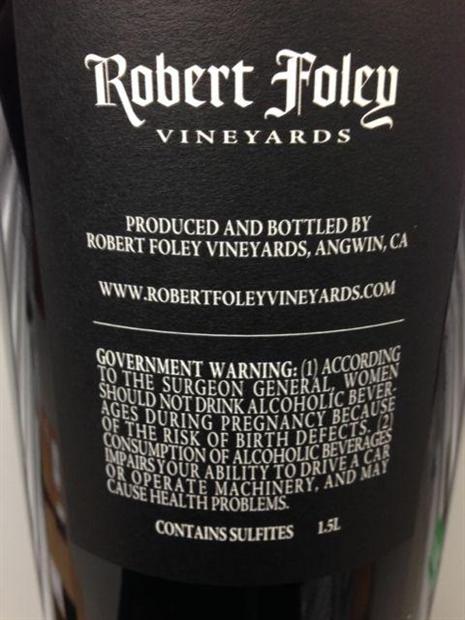 Robert Foley
VINEYARDS
PRODUCED AND BOTTLED BY
ROBERT FOLEY VINEYARDS, ANGWIN, CA
WWW.ROBERTFOLEYVINEYARDS.COM
GOVERNMENT WARNING: (1) ACCORDING
TO THE SURGEON GENERAL, WOMEN
SHOULD NOT DRINK ALCOHOLIC BEVER-
AGES DURING PREGNANCY BECAUSE
OF THE RISK OF BIRTH DEFECTS. (2)
CONSUMPTION OF ALCOHOLIC BEVERAGES
IMPAIRS YOUR ABILITY TO DRIVE A CAR
OR OPERATE MACHINERY, AND MAY
CAUSE HEALTH PROBLEMS.
CONTAINS SULFITES 1.5L